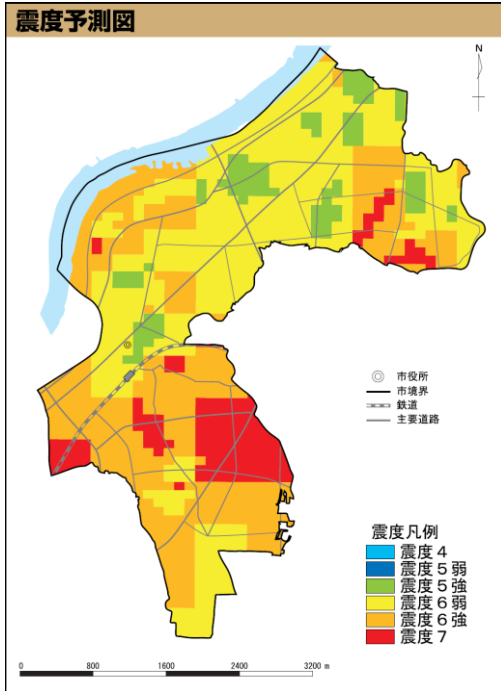 震度予測図
N
市役所
市境界
鉄道
主要道路
震度凡例
震度４
震度５弱
震度５強
震度６弱
震度６強
震度７
0 800 1600 2400 3200 m